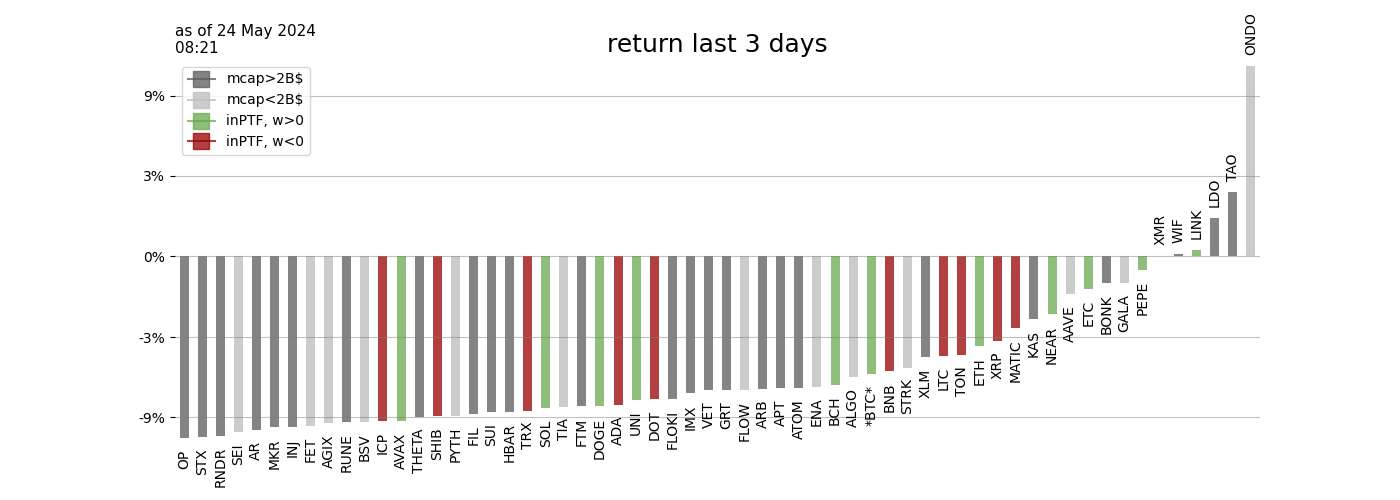 as of 24 May 2024
08:21
return last 3 days
mcap>2B$
mcap<2B$
inPTF, w>0
inPTF, w<0
9%
3%
0%
-3%
-9%
OP
STX
RNDR
SEI
AR
MKR
INJ
FET
AGIX
RUNE
BSV
ICP
AVAX
THETA
SHIB
PYTH
FIL
SUI
HBAR
TRX
SOL
TIA
FTM
DOGE
ADA
UNI
DOT
FLOKI
IMX
VET
GRT
FLOW
ARB
APT
ATOM
ENA
BCH
ALGO
*BTC*
BNB
STRK
XLM
LTC
TON
ETH
XRP
MATIC
KAS
NEAR
AAVE
ETC
BONK
GALA
PEPE
XMR
WIF
LINK
LDO
TAO
ONDO